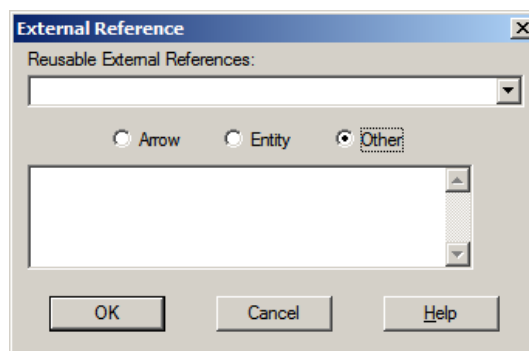 External Reference
Reusable External References:
Arrow Entity Other
OK Cancel Help